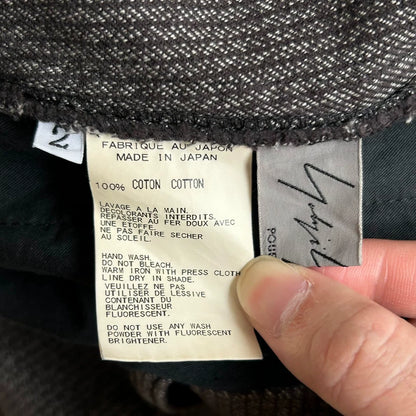 2
FABRIQUE AU JAPON
MADE IN JAPAN
100% COTON COTTON
LAVAGE A LA MAIN.
DECOLORANTS INTERDITS.
UNE ETOFFE.
AU FER DOUX AVEC
NE PAS FAIRE SECHER
AU SOLEIL.
HAND WASH.
DO NOT BLEACH.
WARM IRON WITH PRESS CLOTH
LINE DRY IN SHADE.
VEUILLEZ NE PAS
UTILISER DE LESSIVE
CONTENANT DU
BLANCHISSEUR
FLUORESCENT.
DO NOT USE ANY WASH
POWDER WITH FLUORESCENT
BRIGHTENER.
POUR